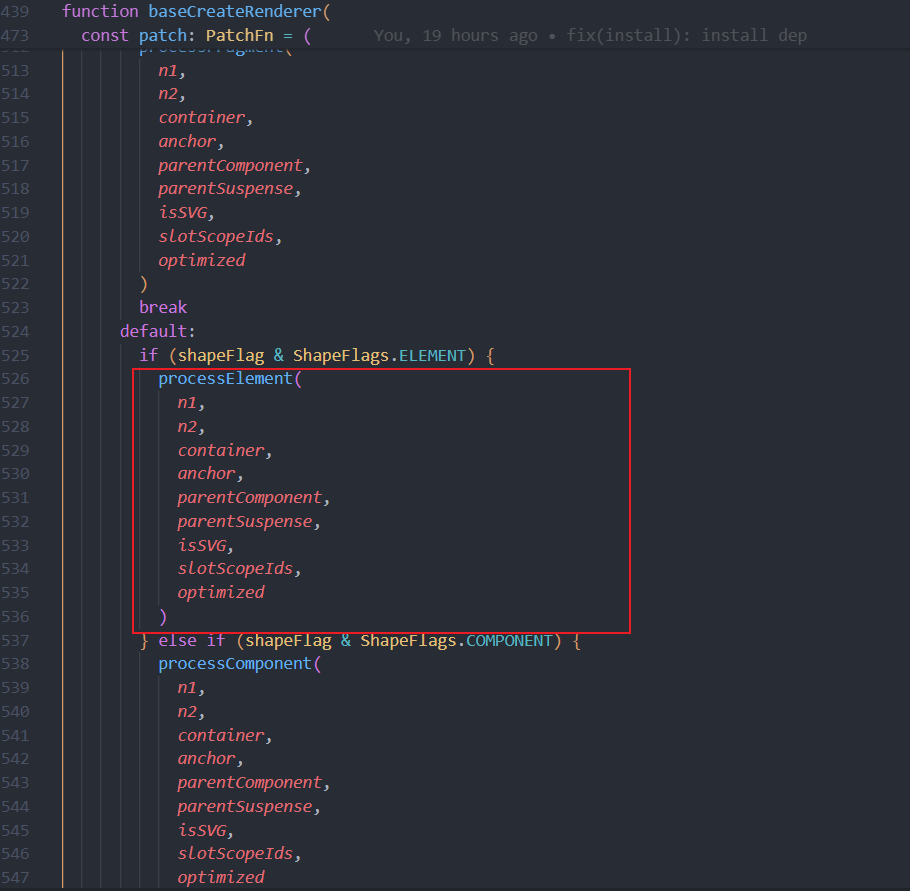 439 function baseCreateRenderer(
473 const patch: PatchFn = ( You, 19 hours ago • fix(install): install dep
512 processFragment(
513 n1,
514 n2,
515 container,
516 anchor,
517 parentComponent,
518 parentSuspense,
519 isSVG,
520 slotScopeIds,
521 optimized
522 )
523 break
524 default:
525 if (shapeFlag & ShapeFlags.ELEMENT) {
526 processElement(
527 n1,
528 n2,
529 container,
530 anchor,
531 parentComponent,
532 parentSuspense,
533 isSVG,
534 slotScopeIds,
535 optimized
536 )
537 } else if (shapeFlag & ShapeFlags.COMPONENT) {
538 processComponent(
539 n1,
540 n2,
541 container,
542 anchor,
543 parentComponent,
544 parentSuspense,
545 isSVG,
546 slotScopeIds,
547 optimized